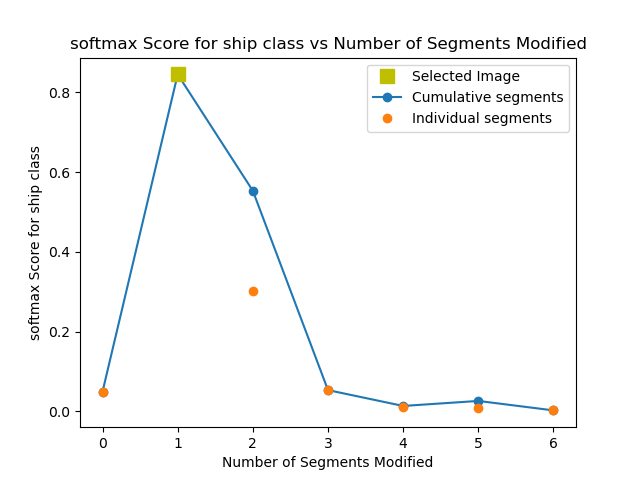 softmax Score for ship class vs Number of Segments Modified
Selected Image
Cumulative segments
Individual segments
softmax Score for ship class
0.8
0.6
0.4
0.2
0.0
0 1 2 3 4 5 6
Number of Segments Modified